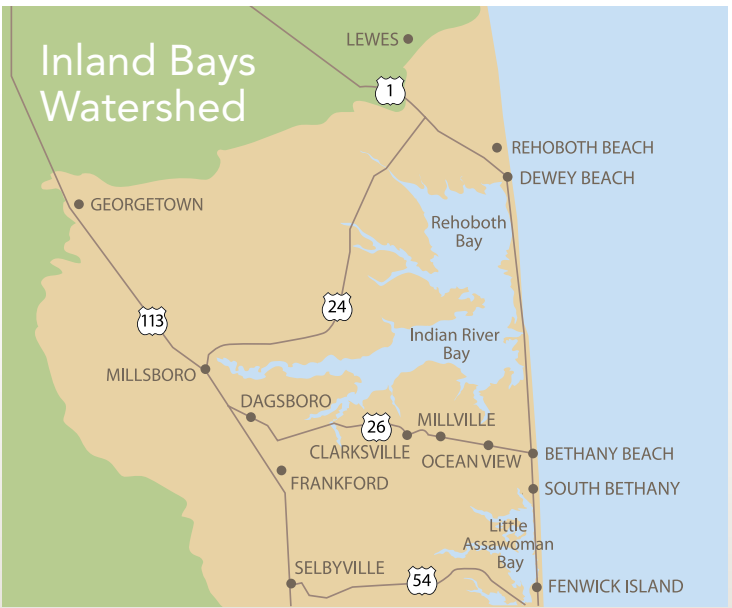 Inland Bays
Watershed
LEWES
1
REHOBOTH BEACH
DEWEY BEACH
GEORGETOWN
Rehoboth
Bay
24
113
Indian River
Bay
MILLSBORO
DAGSBORO
26
MILLVILLE
CLARKSVILLE
OCEAN VIEW
BETHANY BEACH
FRANKFORD
SOUTH BETHANY
Little
Assawoman
Bay
SELBYVILLE
54
FENWICK ISLAND